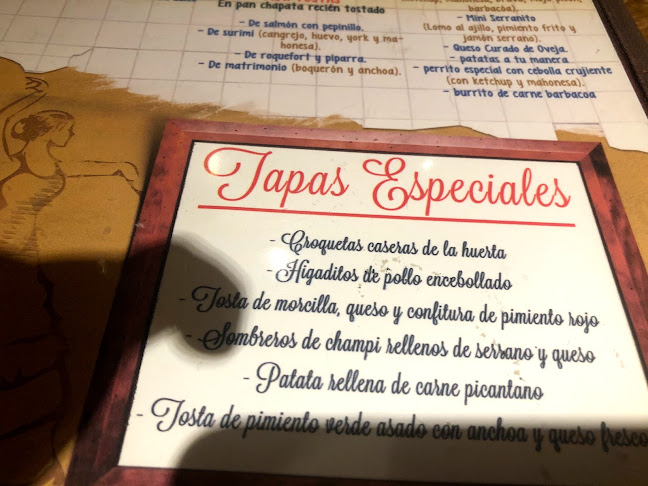 En pan chapata recién tostado
- De salmón con pepinillo.
- De surimi (cangrejo, huevo, york y ma-
honesa).
- De roquefort y piparra.
- De matrimonio (boquerón y anchoa).
barbacoa).
- Mini Serranito
(Lomo al ajillo, pimiento frito y
jamón serrano).
- Queso Curado de Oveja.
- patatas a tu manera
- perrito especial con cebolla crujiente
(con ketchup y mahonesa).
- burrito de carne barbacoa
Tapas Especiales
- Croquetas caseras de la huerta
- Higaditos de pollo encebollado
- Tosta de morcilla, queso y confitura de pimiento rojo
- Sombreros de champi rellenos de serrano y queso
- Patata rellena de carne picantano
- Tosta de pimiento verde asado con anchoa y queso fresco